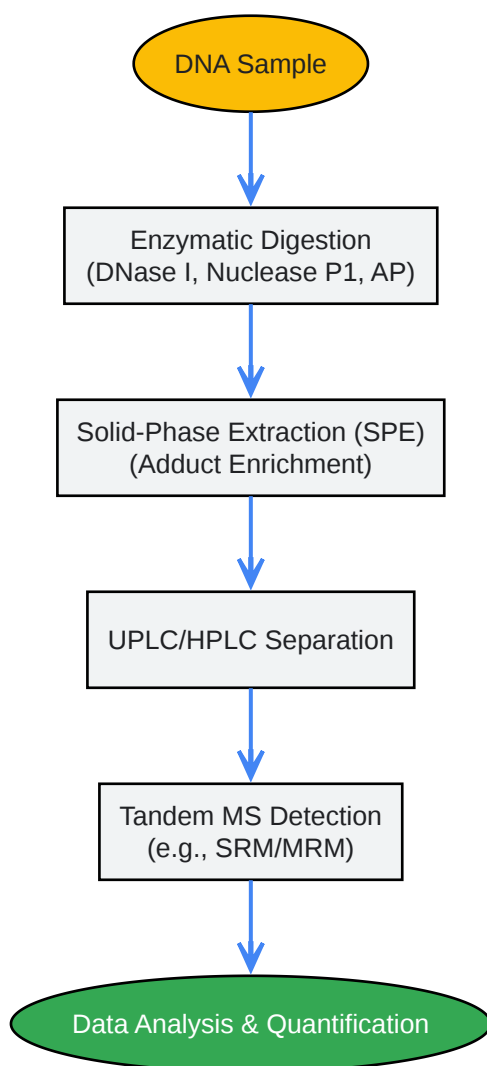 DNA Sample
Enzymatic Digestion
(DNase I, Nuclease P1, AP)
Solid-Phase Extraction (SPE)
(Adduct Enrichment)
UPLC/HPLC Separation
Tandem MS Detection
(e.g., SRM/MRM)
Data Analysis & Quantification